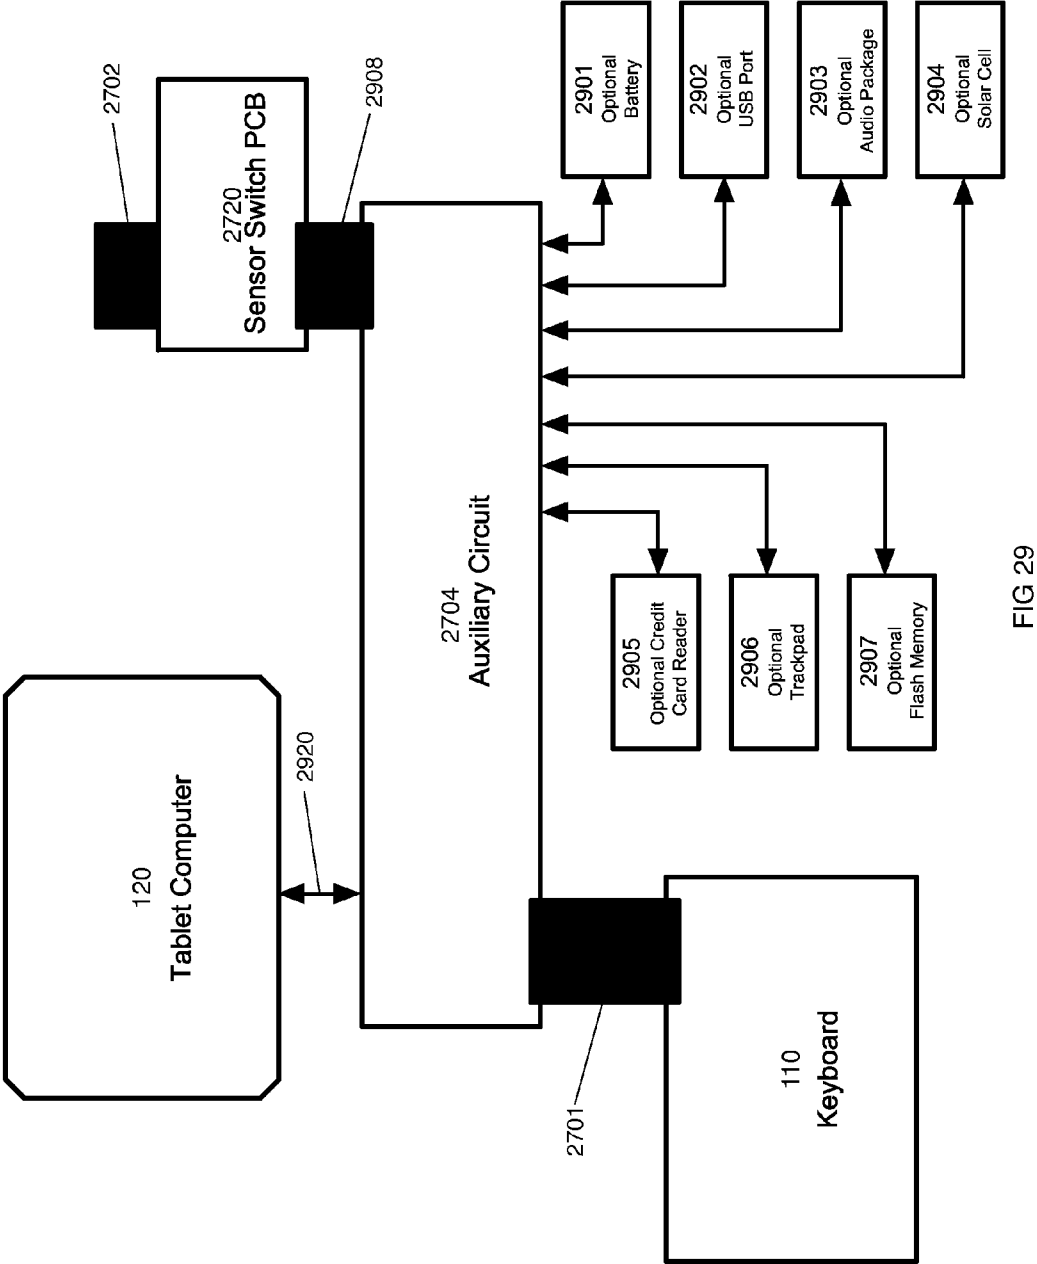 120
Tablet Computer
2920
2702
2720
Sensor Switch PCB
2908
2704
Auxiliary Circuit
2701
110
Keyboard
2905
Optional Credit
Card Reader
2906
Optional
Trackpad
2907
Optional
Flash Memory
2901
Optional
Battery
2902
Optional
USB Port
2903
Optional
Audio Package
2904
Optional
Solar Cell
FIG 29